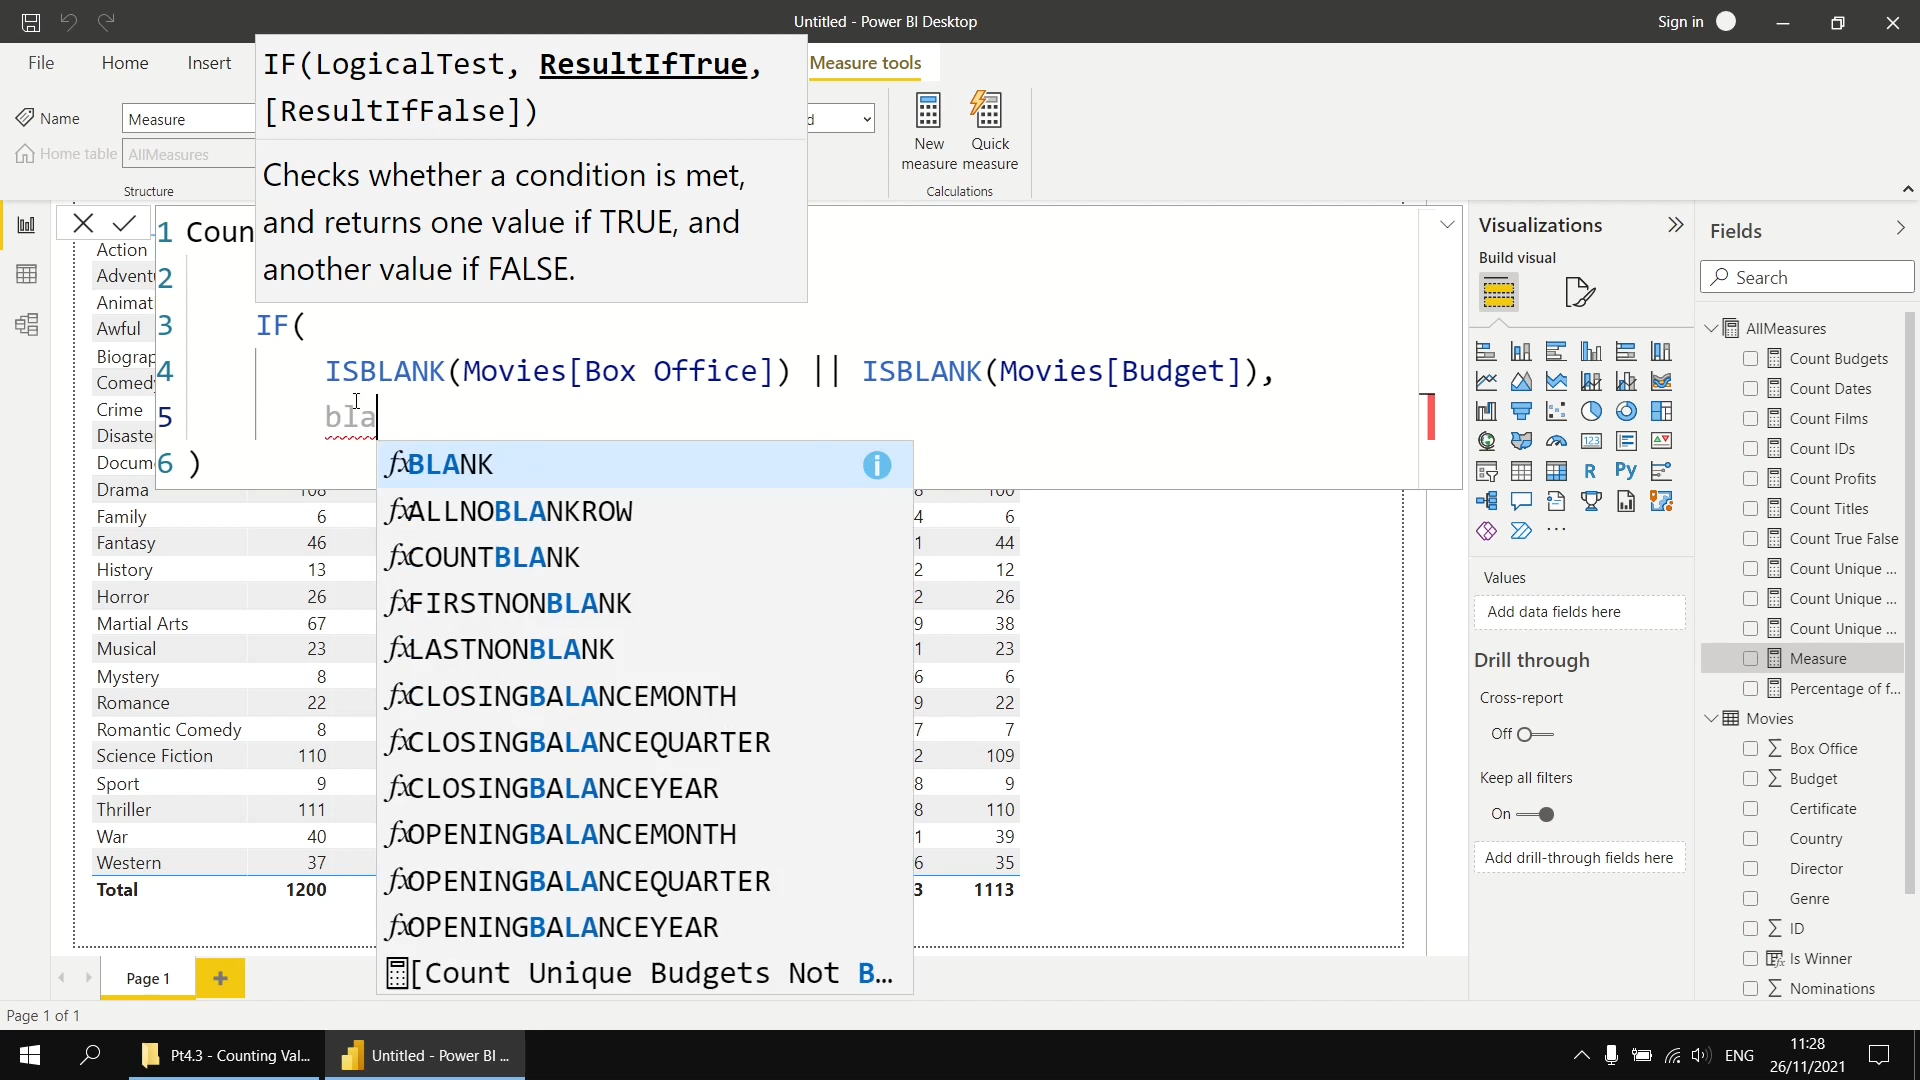 Untitled - Power BI Desktop
Sign in
File
Home
Insert
Measure tools
IF(LogicalTest, ResultIfTrue,
[ResultIfFalse])
Checks whether a condition is met,
and returns one value if TRUE, and
another value if FALSE.
Name
Measure
Home table
AllMeasures
Structure
New
measure
Quick
measure
Calculations
1 Coun
2
3 IF(
4 ISBLANK(Movies[Box Office]) || ISBLANK(Movies[Budget]),
5 bla
6 )
BLANK
ALLNOBLANKROW
COUNTBLANK
FIRSTNONBLANK
LASTNONBLANK
CLOSINGBALANCEMONTH
CLOSINGBALANCEQUARTER
CLOSINGBALANCEYEAR
OPENINGBALANCEMONTH
OPENINGBALANCEQUARTER
OPENINGBALANCEYEAR
[Count Unique Budgets Not B...
Action
Advent
Animat
Awful
Biograp
Comed
Crime
Disaste
Docum
Drama 108 100
Family 6 4 6
Fantasy 46 1 44
History 13 2 12
Horror 26 2 26
Martial Arts 67 9 38
Musical 23 1 23
Mystery 8 6 6
Romance 22 9 22
Romantic Comedy 8 7 7
Science Fiction 110 2 109
Sport 9 8 9
Thriller 111 8 110
War 40 1 39
Western 37 6 35
Total 1200 3 1113
Visualizations
Build visual
R
Py
123
Values
Add data fields here
Drill through
Cross-report
Off
Keep all filters
On
Add drill-through fields here
Fields
Search
AllMeasures
Count Budgets
Count Dates
Count Films
Count IDs
Count Profits
Count Titles
Count True False
Count Unique ...
Count Unique ...
Count Unique ...
Measure
Percentage of f...
Movies
Box Office
Budget
Certificate
Country
Director
Genre
ID
Is Winner
Nominations
Page 1
Page 1 of 1
Pt4.3 - Counting Val...
Untitled - Power BI ...
ENG
11:28
26/11/2021